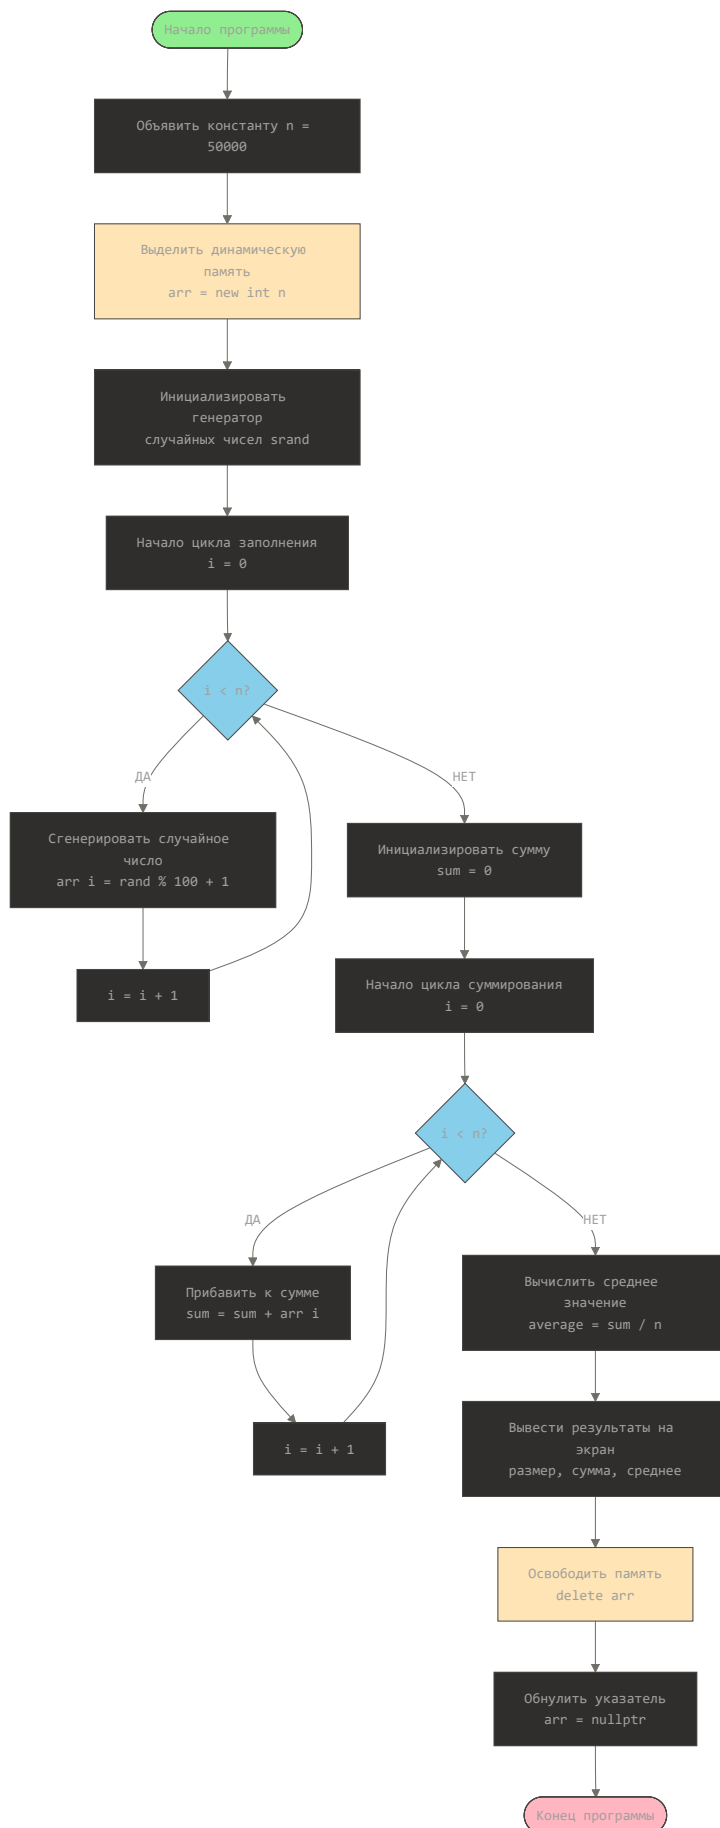 Начало программы
Объявить константу n =
50000
Выделить динамическую
память
arr = new int n
Инициализировать
генератор
случайных чисел srand
Начало цикла заполнения
i = 0
i < n?
ДА
НЕТ
Сгенерировать случайное
число
arr i = rand % 100 + 1
i = i + 1
Инициализировать сумму
sum = 0
Начало цикла суммирования
i = 0
i < n?
ДА
НЕТ
Прибавить к сумме
sum = sum + arr i
i = i + 1
Вычислить среднее
значение
average = sum / n
Вывести результаты на
экран
размер, сумма, среднее
Освободить память
delete arr
Обнулить указатель
arr = nullptr
Конец программы